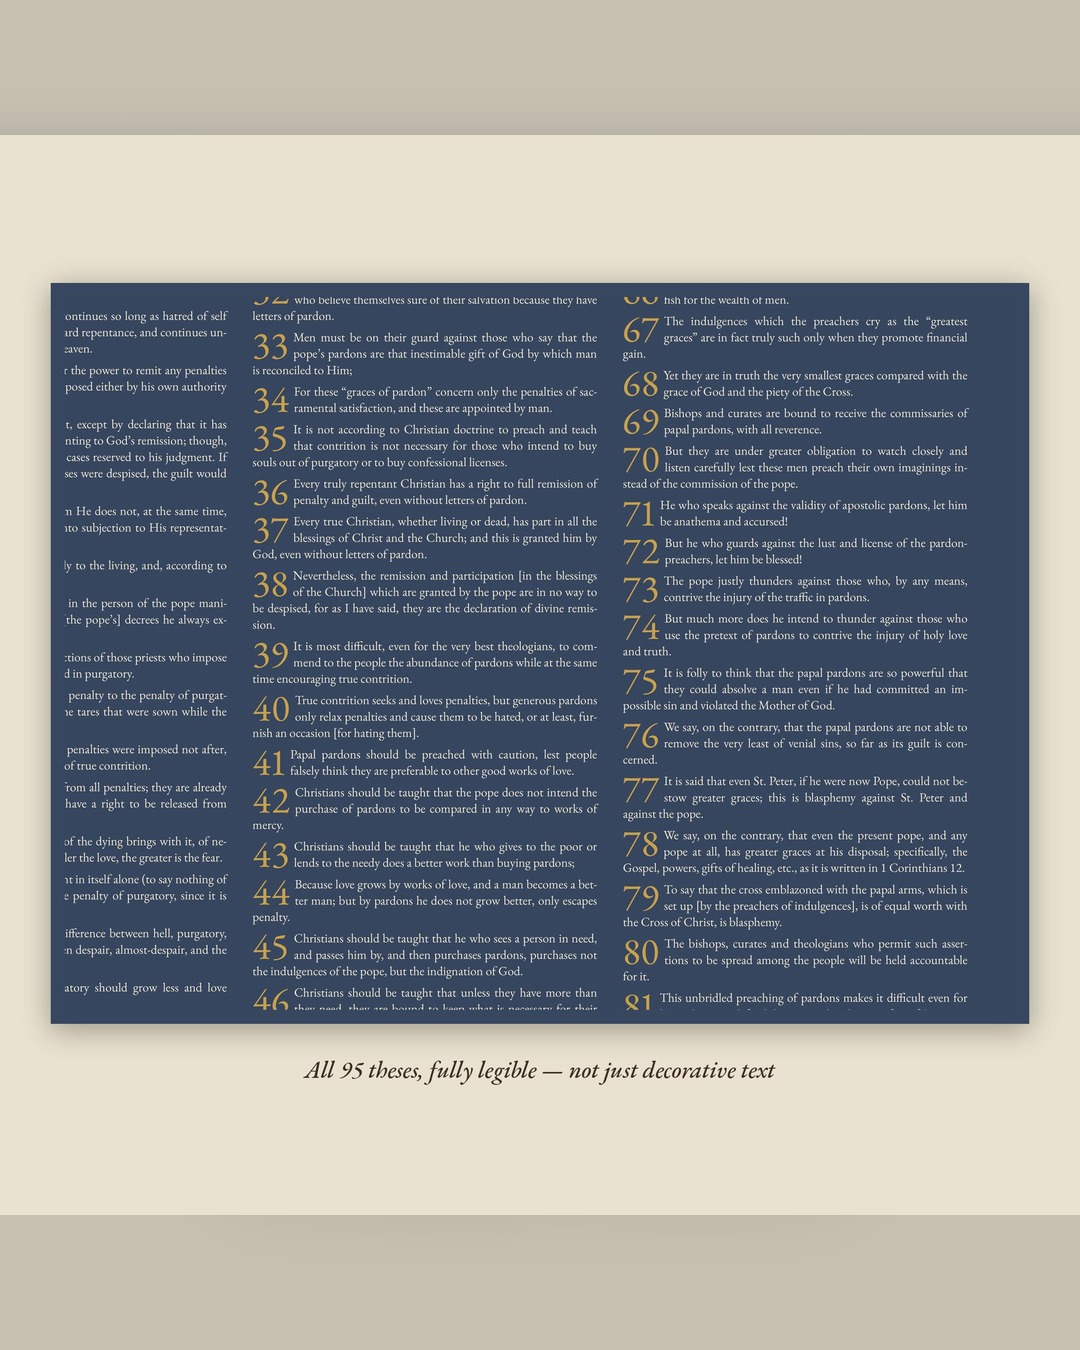 ontinues so long as hatred of self
ard repentance, and continues un-
eaven.
r the power to remit any penalties
posed either by his own authority
t, except by declaring that it has
nting to God’s remission; though,
cases reserved to his judgment. If
ses were despised, the guilt would
m He does not, at the same time,
nto subjection to His representat-
ly to the living, and, according to
in the person of the pope mani-
[the pope’s] decrees he always ex-
ctions of those priests who impose
d in purgatory.
penalty to the penalty of purgat-
ne tares that were sown while the
penalties were imposed not after,
of true contrition.
from all penalties; they are already
have a right to be released from
of the dying brings with it, of ne-
ler the love, the greater is the fear.
nt in itself alone (to say nothing of
e penalty of purgatory, since it is
ifference between hell, purgatory,
n despair, almost-despair, and the
atory should grow less and love
32 who believe themselves sure of their salvation because they have
letters of pardon.
33 Men must be on their guard against those who say that the
pope’s pardons are that inestimable gift of God by which man
is reconciled to Him;
34 For these “graces of pardon” concern only the penalties of sac-
ramental satisfaction, and these are appointed by man.
35 It is not according to Christian doctrine to preach and teach
that contrition is not necessary for those who intend to buy
souls out of purgatory or to buy confessional licenses.
36 Every truly repentant Christian has a right to full remission of
penalty and guilt, even without letters of pardon.
37 Every true Christian, whether living or dead, has part in all the
blessings of Christ and the Church; and this is granted him by
God, even without letters of pardon.
38 Nevertheless, the remission and participation [in the blessings
of the Church] which are granted by the pope are in no way to
be despised, for as I have said, they are the declaration of divine remis-
sion.
39 It is most difficult, even for the very best theologians, to com-
mend to the people the abundance of pardons while at the same
time encouraging true contrition.
40 True contrition seeks and loves penalties, but generous pardons
only relax penalties and cause them to be hated, or at least, fur-
nish an occasion [for hating them].
41 Papal pardons should be preached with caution, lest people
falsely think they are preferable to other good works of love.
42 Christians should be taught that the pope does not intend the
purchase of pardons to be compared in any way to works of
mercy.
43 Christians should be taught that he who gives to the poor or
lends to the needy does a better work than buying pardons;
44 Because love grows by works of love, and a man becomes a bet-
ter man; but by pardons he does not grow better, only escapes
penalty.
45 Christians should be taught that he who sees a person in need,
and passes him by, and then purchases pardons, purchases not
the indulgences of the pope, but the indignation of God.
46 Christians should be taught that unless they have more than
they need, they are bound to keep what is necessary for their
66 fish for the wealth of men.
67 The indulgences which the preachers cry as the “greatest
graces” are in fact truly such only when they promote financial
gain.
68 Yet they are in truth the very smallest graces compared with the
grace of God and the piety of the Cross.
69 Bishops and curates are bound to receive the commissaries of
papal pardons, with all reverence.
70 But they are under greater obligation to watch closely and
listen carefully lest these men preach their own imaginings in-
stead of the commission of the pope.
71 He who speaks against the validity of apostolic pardons, let him
be anathema and accursed!
72 But he who guards against the lust and license of the pardon-
preachers, let him be blessed!
73 The pope justly thunders against those who, by any means,
contrive the injury of the traffic in pardons.
74 But much more does he intend to thunder against those who
use the pretext of pardons to contrive the injury of holy love
and truth.
75 It is folly to think that the papal pardons are so powerful that
they could absolve a man even if he had committed an im-
possible sin and violated the Mother of God.
76 We say, on the contrary, that the papal pardons are not able to
remove the very least of venial sins, so far as its guilt is con-
cerned.
77 It is said that even St. Peter, if he were now Pope, could not be-
stow greater graces; this is blasphemy against St. Peter and
against the pope.
78 We say, on the contrary, that even the present pope, and any
pope at all, has greater graces at his disposal; specifically, the
Gospel, powers, gifts of healing, etc., as it is written in 1 Corinthians 12.
79 To say that the cross emblazoned with the papal arms, which is
set up [by the preachers of indulgences], is of equal worth with
the Cross of Christ, is blasphemy.
80 The bishops, curates and theologians who permit such asser-
tions to be spread among the people will be held accountable
for it.
81 This unbridled preaching of pardons makes it difficult even for
All 95 theses, fully legible — not just decorative text